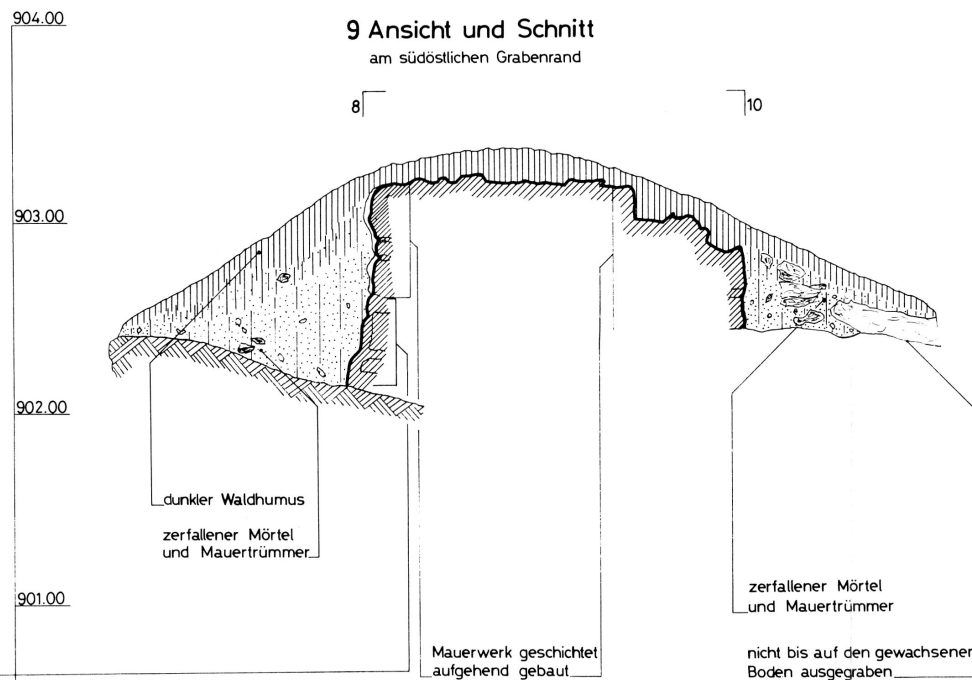 904.00
9 Ansicht und Schnitt
am südöstlichen Grabenrand
8
10
903.00
902.00
dunkler Waldhumus
zerfallener Mörtel
und Mauertrümmer
901.00
zerfallener Mörtel
und Mauertrümmer
Mauerwerk geschichtet
aufgehend gebaut
nicht bis auf den gewachsenen
Boden ausgegraben